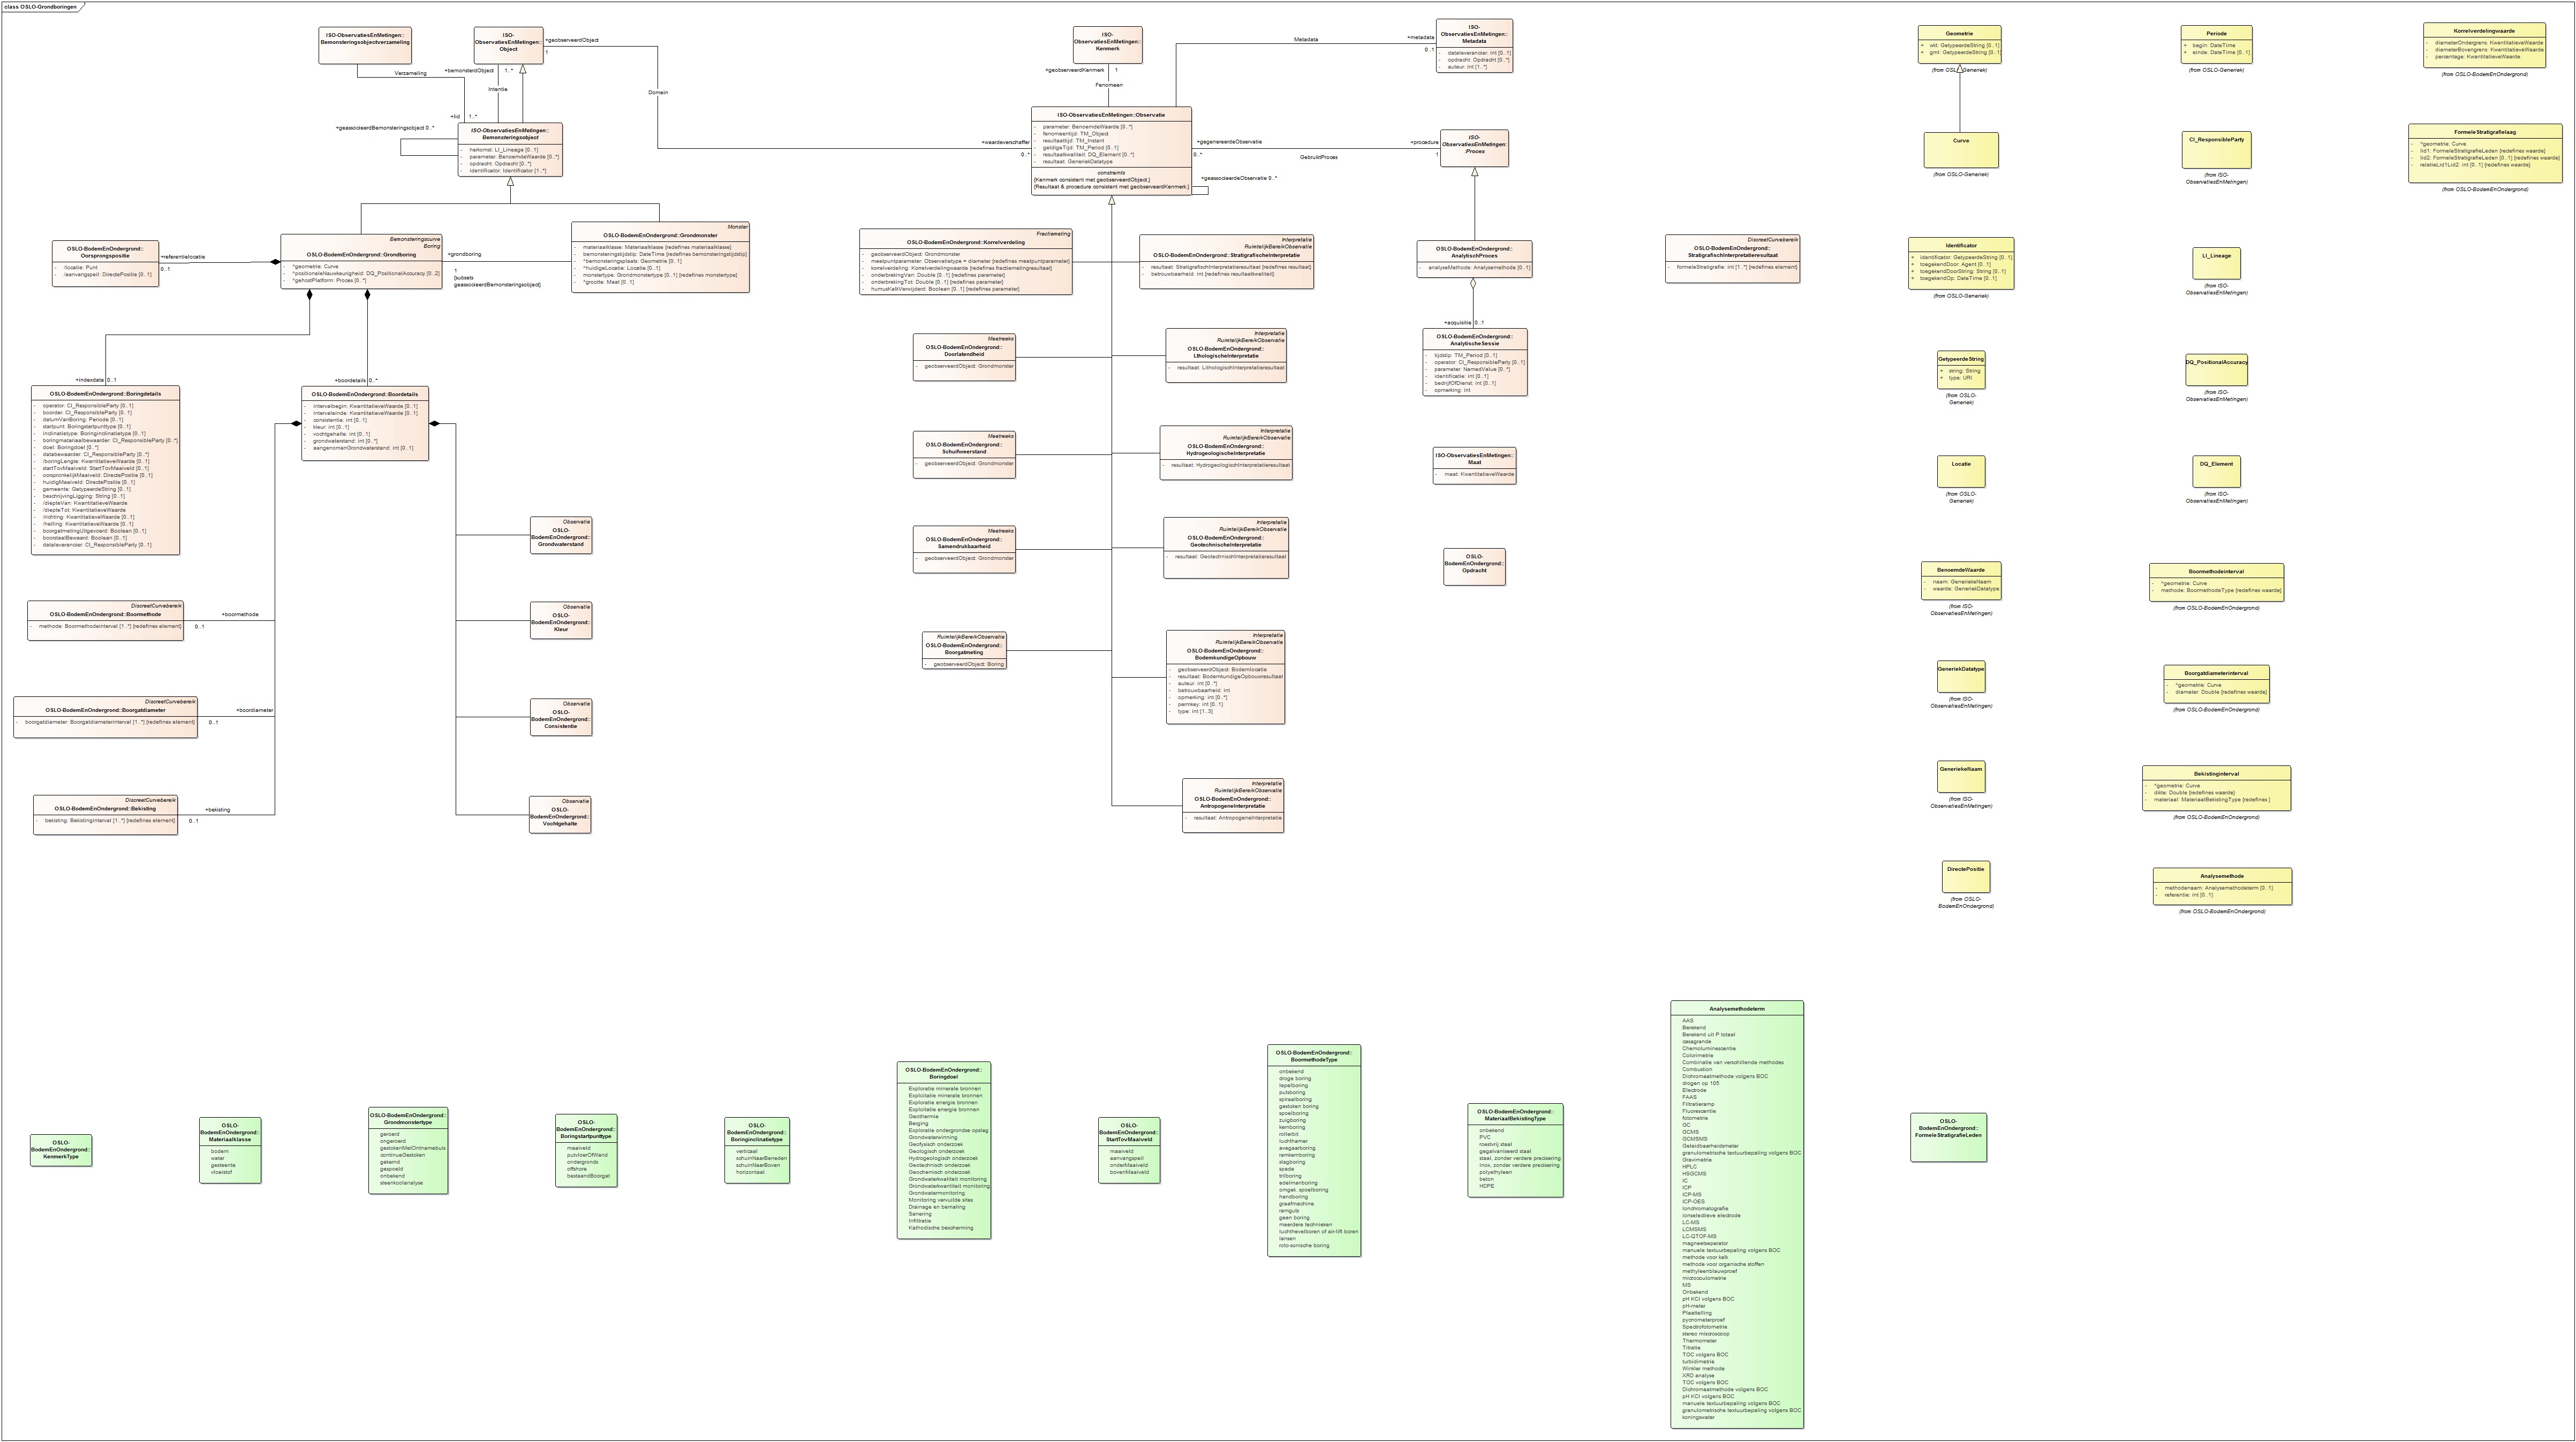 class OSLO-Grondboringen
ISO-ObservatiesEnMetingen::
Bemonsteringsobjectverzameling
ISO-
ObservatiesEnMetingen::
Object
+geobserveerdObject
1
Verzameling
+bemonsterdObject
1..*
Intentie
Domein
+lid
1..*
+geassocieerdBemonsteringsobject 0..*
ISO-ObservatiesEnMetingen::
Bemonsteringsobject
- herkomst: LI_Lineage [0..1]
- parameter: BenoemdeWaarde [0..*]
- opdracht: Opdracht [0..*]
- identificator: Identificator [1..*]
ISO-
ObservatiesEnMetingen::
Kenmerk
+geobserveerdKenmerk
1
Fenomeen
Metadata
+metadata
0..1
ISO-
ObservatiesEnMetingen::
Metadata
- dataleverancier: int [0..1]
- opdracht: Opdracht [0..*]
- auteur: int [1..*]
ISO-ObservatiesEnMetingen::Observatie
- parameter: BenoemdeWaarde [0..*]
- fenomeentijd: TM_Object
- resultaattijd: TM_Instant
- geldigeTijd: TM_Period [0..1]
- resultaatkwaliteit: DQ_Element [0..*]
- resultaat: GeneriekDatatype
constraints
{Kenmerk consistent met geobserveerdObject.}
{Resultaat & procedure consistent met geobserveerdKenmerk.}
+waardeverschaffer
0..*
+gegenereerdeObservatie
0..*
GebruiktProces
+procedure
1
+geassocieerdeObservatie 0..*
ISO-
ObservatiesEnMetingen:
:Proces
OSLO-BodemEnOndergrond::
Oorsprongspositie
- /locatie: Punt
- /aanvangspeil: DirectePositie [0..1]
+referentielocatie
0..1
Bemonsteringscurve
Boring
OSLO-BodemEnOndergrond::Grondboring
- ^geometrie: Curve
- ^positioneleNauwkeurigheid: DQ_PositionalAccuracy [0..2]
- ^gehostPlatform: Proces [0..*]
+grondboring
1
{subsets
geassocieerdBemonsteringsobject}
Monster
OSLO-BodemEnOndergrond::Grondmonster
- materiaalklasse: Materiaalklasse {redefines materiaalklasse}
- bemonsteringstijdstip: DateTime {redefines bemonsteringstijdstip}
- ^bemonsteringsplaats: Geometrie [0..1]
- ^huidigeLocatie: Locatie [0..1]
- monstertype: Grondmonstertype [0..1] {redefines monstertype}
- ^grootte: Maat [0..1]
+indexdata 0..1
OSLO-BodemEnOndergrond::Boringdetails
- operator: CI_ResponsibleParty [0..1]
- boorder: CI_ResponsibleParty [0..1]
- datumVanBoring: Periode [0..1]
- startpunt: Boringstartpunttype [0..1]
- inclinatietype: Boringinclinatietype [0..1]
- boringmateriaalbewaarder: CI_ResponsibleParty [0..*]
- doel: Boringdoel [0..*]
- databewaarder: CI_ResponsibleParty [0..*]
- /boringLengte: KwantitatieveWaarde [0..1]
- startTovMaaiveld: StartTovMaaiveld [0..1]
- oorspronkelijkMaaiveld: DirectePositie [0..1]
- huidigMaaiveld: DirectePositie [0..1]
- gemeente: GetypeerdeString [0..1]
- beschrijvingLigging: String [0..1]
- /diepteVan: KwantitatieveWaarde
- /diepteTot: KwantitatieveWaarde
- /richting: KwantitatieveWaarde [0..1]
- /helling: KwantitatieveWaarde [0..1]
- boorgatmetingUitgevoerd: Boolean [0..1]
- boorstaalBewaard: Boolean [0..1]
- dataleverancier: CI_ResponsibleParty [0..1]
+boordetails 0..*
OSLO-BodemEnOndergrond::Boordetails
- intervalbegin: KwantitatieveWaarde [0..1]
- intervaleinde: KwantitatieveWaarde [0..1]
- consistentie: int [0..1]
- kleur: int [0..1]
- vochtgehalte: int [0..1]
- grondwaterstand: int [0..*]
- aangenomenGrondwaterstand: int [0..1]
Observatie
OSLO-
BodemEnOndergrond::
Grondwaterstand
Observatie
OSLO-
BodemEnOndergrond::
Kleur
Observatie
OSLO-
BodemEnOndergrond::
Consistentie
Observatie
OSLO-
BodemEnOndergrond::
Vochtgehalte
DiscreetCurvebereik
OSLO-BodemEnOndergrond::Boormethode
- methode: Boormethodeinterval [1..*] {redefines element}
+boormethode
0..1
DiscreetCurvebereik
OSLO-BodemEnOndergrond::Boorgatdiameter
- boorgatdiameter: Boorgatdiameterinterval [1..*] {redefines element}
+boordiameter
0..1
DiscreetCurvebereik
OSLO-BodemEnOndergrond::Bekisting
- bekisting: Bekistinginterval [1..*] {redefines element}
+bekisting
0..1
Fractiemeting
OSLO-BodemEnOndergrond::Korrelverdeling
- geobserveerdObject: Grondmonster
- meetpuntparameter: Observatietype = diameter {redefines meetpuntparameter}
- korrelverdeling: Korrelverdelingwaarde {redefines fractiemetingresultaat}
- onderbrekingVan: Double [0..1] {redefines parameter}
- onderbrekingTot: Double [0..1] {redefines parameter}
- humusKalkVerwijderd: Boolean [0..1] {redefines parameter}
Interpretatie
RuimtelijkBereikObservatie
OSLO-BodemEnOndergrond::StratigrafischeInterpretatie
- resultaat: StratigrafischInterpretatieresultaat {redefines resultaat}
- betrouwbaarheid: int {redefines resultaatkwaliteit}
Meetreeks
OSLO-BodemEnOndergrond::
Doorlatendheid
- geobserveerdObject: Grondmonster
Interpretatie
RuimtelijkBereikObservatie
OSLO-BodemEnOndergrond::
LthologischeInterpretatie
- resultaat: LithologischInterpretatieresultaat
Meetreeks
OSLO-BodemEnOndergrond::
Schuifweerstand
- geobserveerdObject: Grondmonster
Interpretatie
RuimtelijkBereikObservatie
OSLO-BodemEnOndergrond::
HydrogeologischeInterpretatie
- resultaat: HydrogeologischInterpretatieresultaat
Meetreeks
OSLO-BodemEnOndergrond::
Samendrukbaarheid
- geobserveerdObject: Grondmonster
Interpretatie
RuimtelijkBereikObservatie
OSLO-BodemEnOndergrond::
GeotechnischeInterpretatie
- resultaat: GeotechnischInterpretatieresultaat
RuimtelijkBereikObservatie
OSLO-BodemEnOndergrond::
Boorgatmeting
- geobserveerdObject: Boring
Interpretatie
RuimtelijkBereikObservatie
OSLO-BodemEnOndergrond::
BodemkundigeOpbouw
- geobserveerdObject: Bodemlocatie
- resultaat: BodemkundigeOpbouwresultaat
- auteur: int [0..*]
- betrouwbaarheid: int
- opmerking: int [0..*]
- permkey: int [0..1]
- type: int [1..3]
Interpretatie
RuimtelijkBereikObservatie
OSLO-BodemEnOndergrond::
AntropogeneInterpretatie
- resultaat: AntropogeneInterpretatie
OSLO-BodemEnOndergrond::
AnalytischProces
- analyseMethode: Analysemethode [0..1]
+acquisitie 0..1
OSLO-BodemEnOndergrond::
AnalytischeSessie
- tijdstip: TM_Period [0..1]
- operator: CI_ResponsibleParty [0..1]
- parameter: NamedValue [0..*]
- identificatie: int [0..1]
- bedrijfOfDienst: int [0..1]
- opmerking: int
ISO-ObservatiesEnMetingen::
Maat
- maat: KwantitatieveWaarde
OSLO-
BodemEnOndergrond::
Opdracht
DiscreetCurvebereik
OSLO-BodemEnOndergrond::
StratigrafischInterpretatieresultaat
- formeleStratigrafie: int [1..*] {redefines element}
Geometrie
+ wkt: GetypeerdeString [0..1]
+ gml: GetypeerdeString [0..1]
(from OSLO-Generiek)
Curve
(from OSLO-Generiek)
Identificator
+ identificator: GetypeerdeString [0..1]
+ toegekendDoor: Agent [0..1]
+ toegekendDoorString: String [0..1]
+ toegekendOp: DateTime [0..1]
(from OSLO-Generiek)
GetypeerdeString
+ string: String
+ type: URI
(from OSLO-
Generiek)
Locatie
(from OSLO-
Generiek)
BenoemdeWaarde
- naam: GeneriekeNaam
- waarde: GeneriekDatatype
(from ISO-
ObservatiesEnMetingen)
GeneriekDatatype
(from ISO-
ObservatiesEnMetingen)
GeneriekeNaam
(from ISO-
ObservatiesEnMetingen)
DirectePositie
(from OSLO-
BodemEnOndergrond)
Periode
+ begin: DateTime
+ einde: DateTime [0..1]
(from OSLO-Generiek)
CI_ResponsibleParty
(from ISO-
ObservatiesEnMetingen)
LI_Lineage
(from ISO-
ObservatiesEnMetingen)
DQ_PositionalAccuracy
(from ISO-
ObservatiesEnMetingen)
DQ_Element
(from ISO-
ObservatiesEnMetingen)
Boormethodeinterval
- ^geometrie: Curve
- methode: BoormethodeType {redefines waarde}
(from OSLO-BodemEnOndergrond)
Boorgatdiameterinterval
- ^geometrie: Curve
- diameter: Double {redefines waarde}
(from OSLO-BodemEnOndergrond)
Bekistinginterval
- ^geometrie: Curve
- dikte: Double {redefines waarde}
- materiaal: MateriaalBekistingType {redefines }
(from OSLO-BodemEnOndergrond)
Analysemethode
- methodenaam: Analysemethodeterm [0..1]
- referentie: int [0..1]
(from OSLO-BodemEnOndergrond)
Korrelverdelingwaarde
- diameterOndergrens: KwantitatieveWaarde
- diameterBovengrens: KwantitatieveWaarde
- percentage: KwantitatieveWaarde
(from OSLO-BodemEnOndergrond)
FormeleStratigrafielaag
- ^geometrie: Curve
- lid1: FormeleStratigrafieLeden {redefines waarde}
- lid2: FormeleStratigrafieLeden [0..1] {redefines waarde}
- relatieLid1Lid2: int [0..1] {redefines waarde}
(from OSLO-BodemEnOndergrond)
OSLO-
BodemEnOndergrond::
KenmerkType
OSLO-
BodemEnOndergrond::
Materiaalklasse
bodem
water
gesteente
vloeistof
OSLO-BodemEnOndergrond::
Grondmonstertype
geroerd
ongeroerd
gestokenMetOntnamebuis
continueGestoken
gekernd
gespoeld
onbekend
steenkoolanalyse
OSLO-
BodemEnOndergrond::
Boringstartpunttype
maaiveld
putvloerOfWand
ondergronds
offshore
bestaandBoorgat
OSLO-
BodemEnOndergrond::
Boringinclinatietype
verticaal
schuinNaarBeneden
schuinNaarBoven
horizontaal
OSLO-BodemEnOndergrond::
Boringdoel
Exploratie minerale bronnen
Exploitatie minerale bronnen
Exploratie energie bronnen
Exploitatie energie bronnen
Geothermie
Berging
Exploratie ondergrondse opslag
Grondwaterwinning
Geofysisch onderzoek
Geologisch onderzoek
Hydrogeologisch onderzoek
Geotechnisch onderzoek
Geochemisch onderzoek
Grondwaterkwaliteit monitoring
Grondwaterkwantiteit monitoring
Grondwatermonitoring
Monitoring vervuilde sites
Drainage en bemaling
Sanering
Infiltratie
Kathodische bescherming
OSLO-
BodemEnOndergrond::
StartTovMaaiveld
maaiveld
aanvangspeil
onderMaaiveld
bovenMaaiveld
OSLO-BodemEnOndergrond::
BoormethodeType
onbekend
droge boring
lepelboring
pulsboring
spiraalboring
gestoken boring
spoelboring
zuigboring
kernboring
rollerbit
luchthamer
avegaarboring
ramkernboring
slagboring
spade
trilboring
edelmanboring
omgek. spoelboring
handboring
graafmachine
ramguts
geen boring
meerdere technieken
luchthevelboren of air-lift boren
lansen
roto-sonische boring
OSLO-BodemEnOndergrond::
MateriaalBekistingType
onbekend
PVC
roestvrij staal
gegalvaniseerd staal
staal, zonder verdere precisering
inox, zonder verdere precisering
polyethyleen
beton
HDPE
Analysemethodeterm
AAS
Berekend
Berekend uit P totaal
casagrande
Chemoluminescentie
Colorimetrie
Combinatie van verschillende methodes
Combustion
Dichromaatmethode volgens BOC
drogen op 105
Electrode
FAAS
Filtratieramp
Fluorescentie
fotometrie
GC
GCMS
GCMSMS
Geleidbaarheidsmeter
granulometrische textuurbepaling volgens BOC
Gravimetrie
HPLC
HSGCMS
IC
ICP
ICP-MS
ICP-OES
Ionchromatografie
ionselectieve electrode
LC-MS
LCMSMS
LC-QTOF-MS
magneetseperator
manuele textuurbepaling volgens BOC
methode voor kalk
methode voor organische stoffen
methyleenblauwproef
microcoulometrie
MS
Onbekend
pH KCl volgens BOC
pH-meter
Plaattelling
pycnometerproef
Spectrofotometrie
stereo miscroscoop
Thermometer
Titratie
TOC volgens BOC
turbidimetrie
Winkler methode
XRD analyse
TOC volgens BOC
Dichromaatmethode volgens BOC
pH KCl volgens BOC
manuele textuurbepaling volgens BOC
granulometrische textuurbepaling volgens BOC
koningswater
OSLO-
BodemEnOndergrond::
FormeleStratigrafieLeden